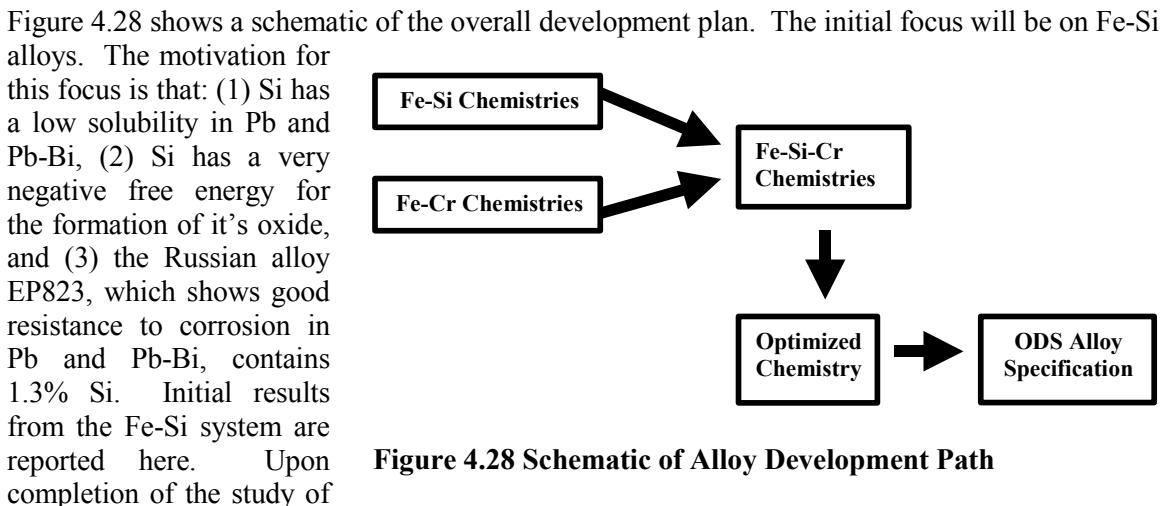 Figure 4.28 shows a schematic of the overall development plan. The initial focus will be on Fe-Si
alloys. The motivation for
this focus is that: (1) Si has
a low solubility in Pb and
Pb-Bi, (2) Si has a very
negative free energy for
the formation of it's oxide,
and (3) the Russian alloy
EP823, which shows good
resistance to corrosion in
Pb and Pb-Bi, contains
1.3% Si. Initial results
from the Fe-Si system are
reported here. Upon
completion of the study of
Fe-Si Chemistries
Fe-Cr Chemistries
Fe-Si-Cr
Chemistries
Optimized
Chemistry
ODS Alloy
Specification
Figure 4.28 Schematic of Alloy Development Path